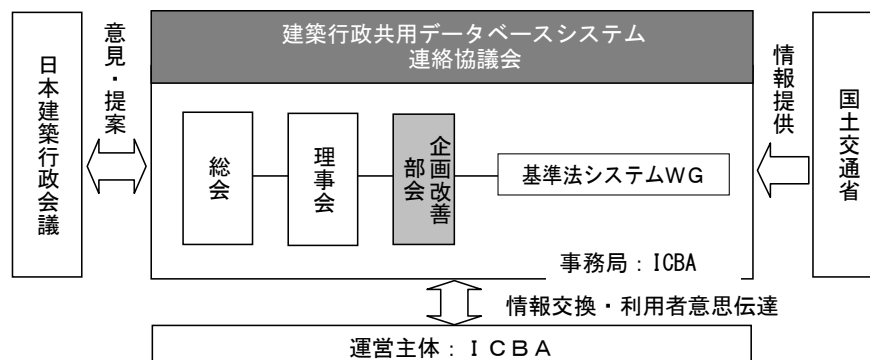 建築行政共用データベースシステム
連絡協議会
日本建築行政会議
意見・提案
総会
理事会
企画改善
部会
基準法システムWG
情報提供
国土交通省
事務局：ICBA
情報交換・利用者意思伝達
運営主体：ＩＣＢＡ